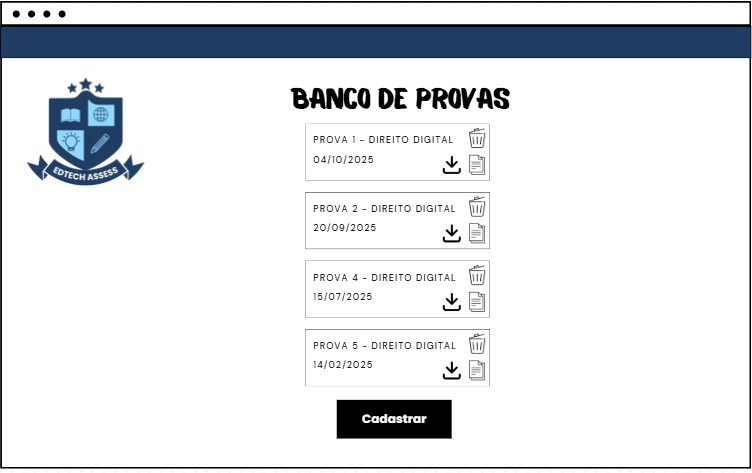 BANCO DE PROVAS
EDTECH ASSESS
PROVA 1 - DIREITO DIGITAL
04/10/2025
PROVA 2 - DIREITO DIGITAL
20/09/2025
PROVA 4 - DIREITO DIGITAL
15/07/2025
PROVA 5 - DIREITO DIGITAL
14/02/2025
Cadastrar